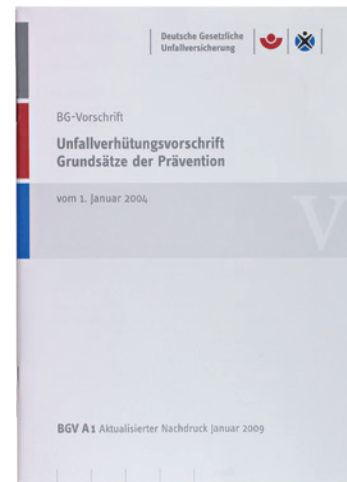 Deutsche Gesetzliche
Unfallversicherung
BG-Vorschrift
Unfallverhütungsvorschrift
Grundsätze der Prävention
vom 1. Januar 2004
V
BGV A1 Aktualisierter Nachdruck Januar 2009